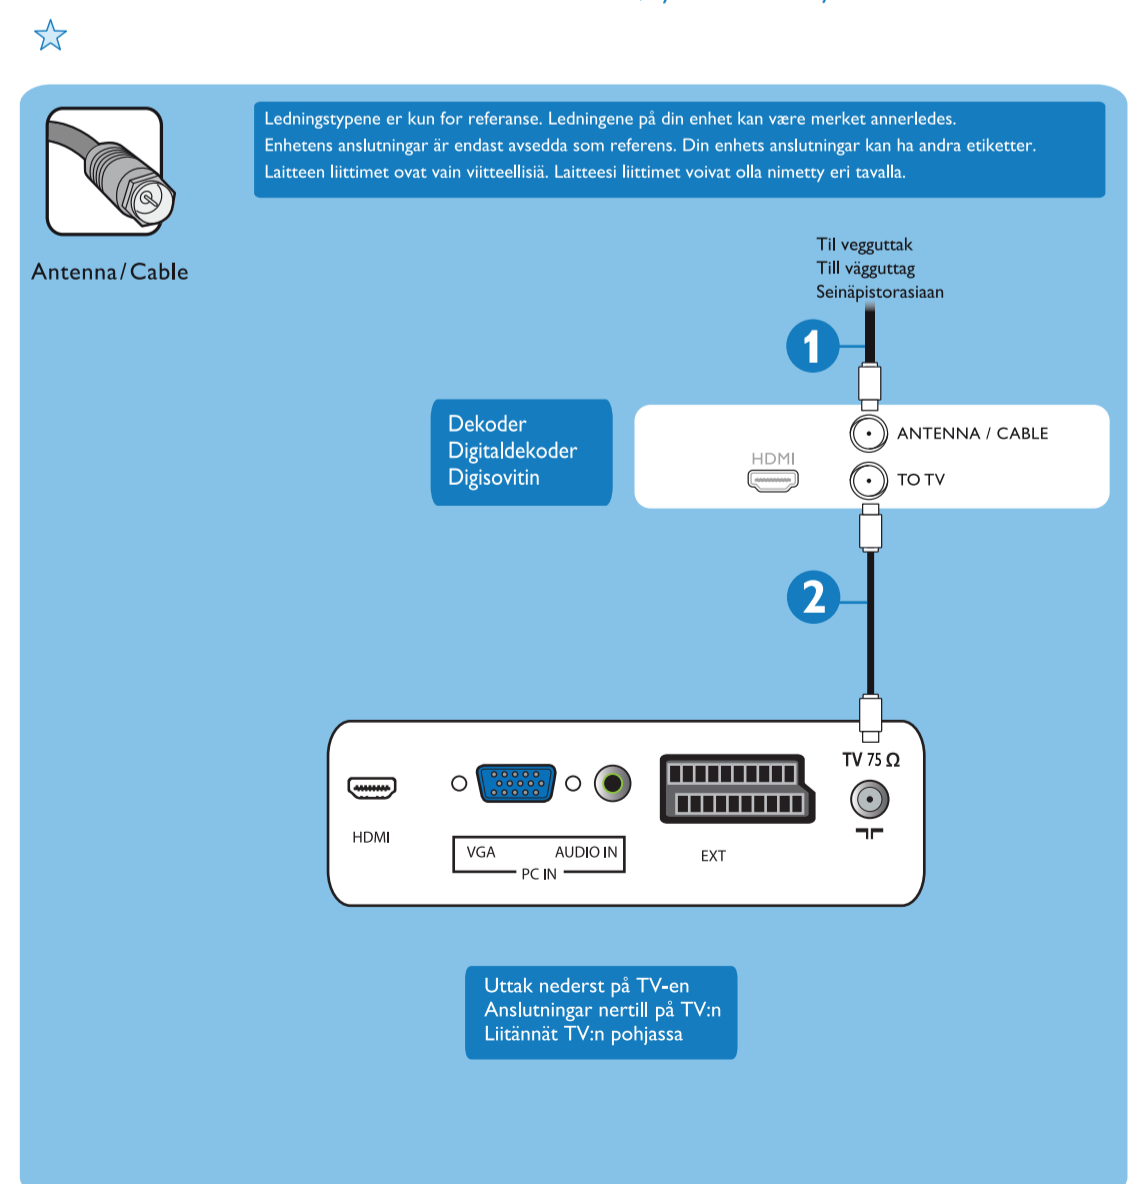 Ledningstypene er kun for referanse. Ledningene på din enhet kan være merket annerledes.
Enhetens anslutningar är endast avsedda som referens. Din enhets anslutningar kan ha andra etiketter.
Laitteen liittimet ovat vain viitteellisiä. Laitteesi liittimet voivat olla nimetty eri tavalla.
Antenna/Cable
Til vegguttak
Till vägguttag
Seinäpistorasiaan
1
Dekoder
Digitaldekoder
Digisovitin
HDMI
ANTENNA / CABLE
TO TV
2
TV 75 Ω
HDMI
VGA
AUDIO IN
PC IN
EXT
Uttak nederst på TV-en
Anslutningar nertill på TV:n
Liitännät TV:n pohjassa